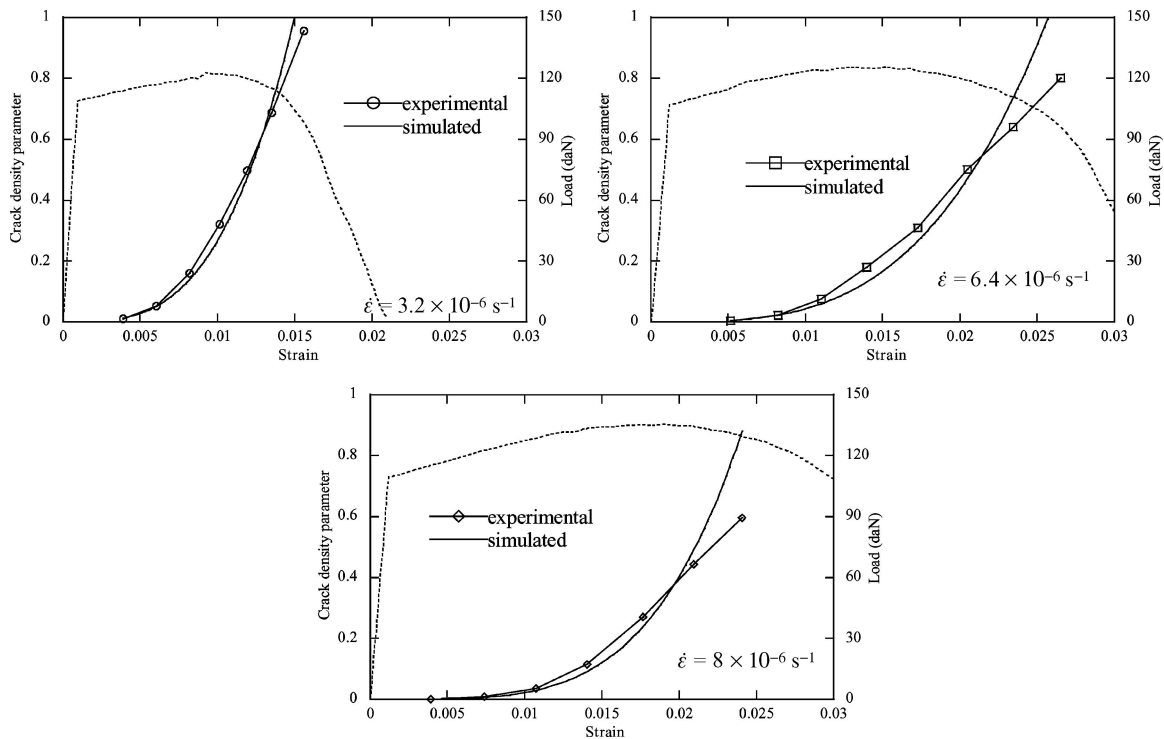 1
0.8
0.6
0.4
0.2
0
Crack density parameter
150
120
90
60
30
0
Load (daN)
experimental
simulated
ε̇ = 3.2 × 10⁻⁶ s⁻¹
0 0.005 0.01 0.015 0.02 0.025 0.03
Strain
1
0.8
0.6
0.4
0.2
0
Crack density parameter
150
120
90
60
30
0
Load (daN)
experimental
simulated
ε̇ = 6.4 × 10⁻⁶ s⁻¹
0 0.005 0.01 0.015 0.02 0.025 0.03
Strain
1
0.8
0.6
0.4
0.2
0
Crack density parameter
150
120
90
60
30
0
Load (daN)
experimental
simulated
ε̇ = 8 × 10⁻⁶ s⁻¹
0 0.005 0.01 0.015 0.02 0.025 0.03
Strain